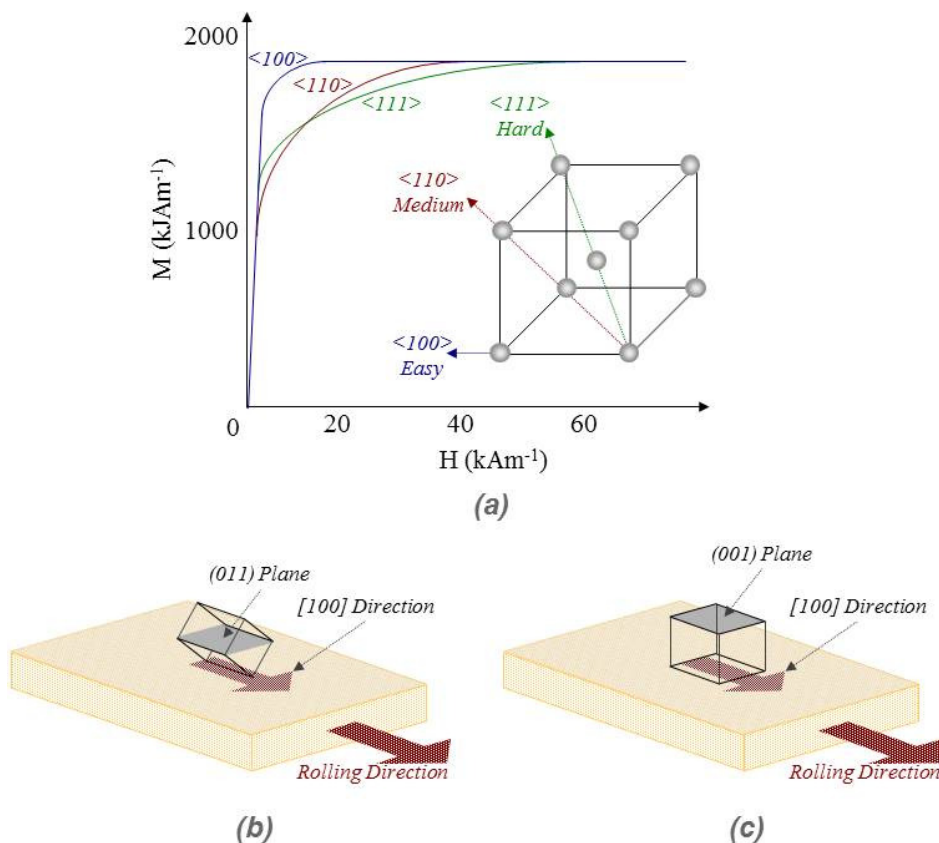 2000
<100>
<110>
<111>
<111>
Hard
<110>
Medium
1000
M (kJAm⁻¹)
<100>
Easy
0
20
40
60
H (kAm⁻¹)
(a)
(011) Plane
[100] Direction
Rolling Direction
(b)
(001) Plane
[100] Direction
Rolling Direction
(c)